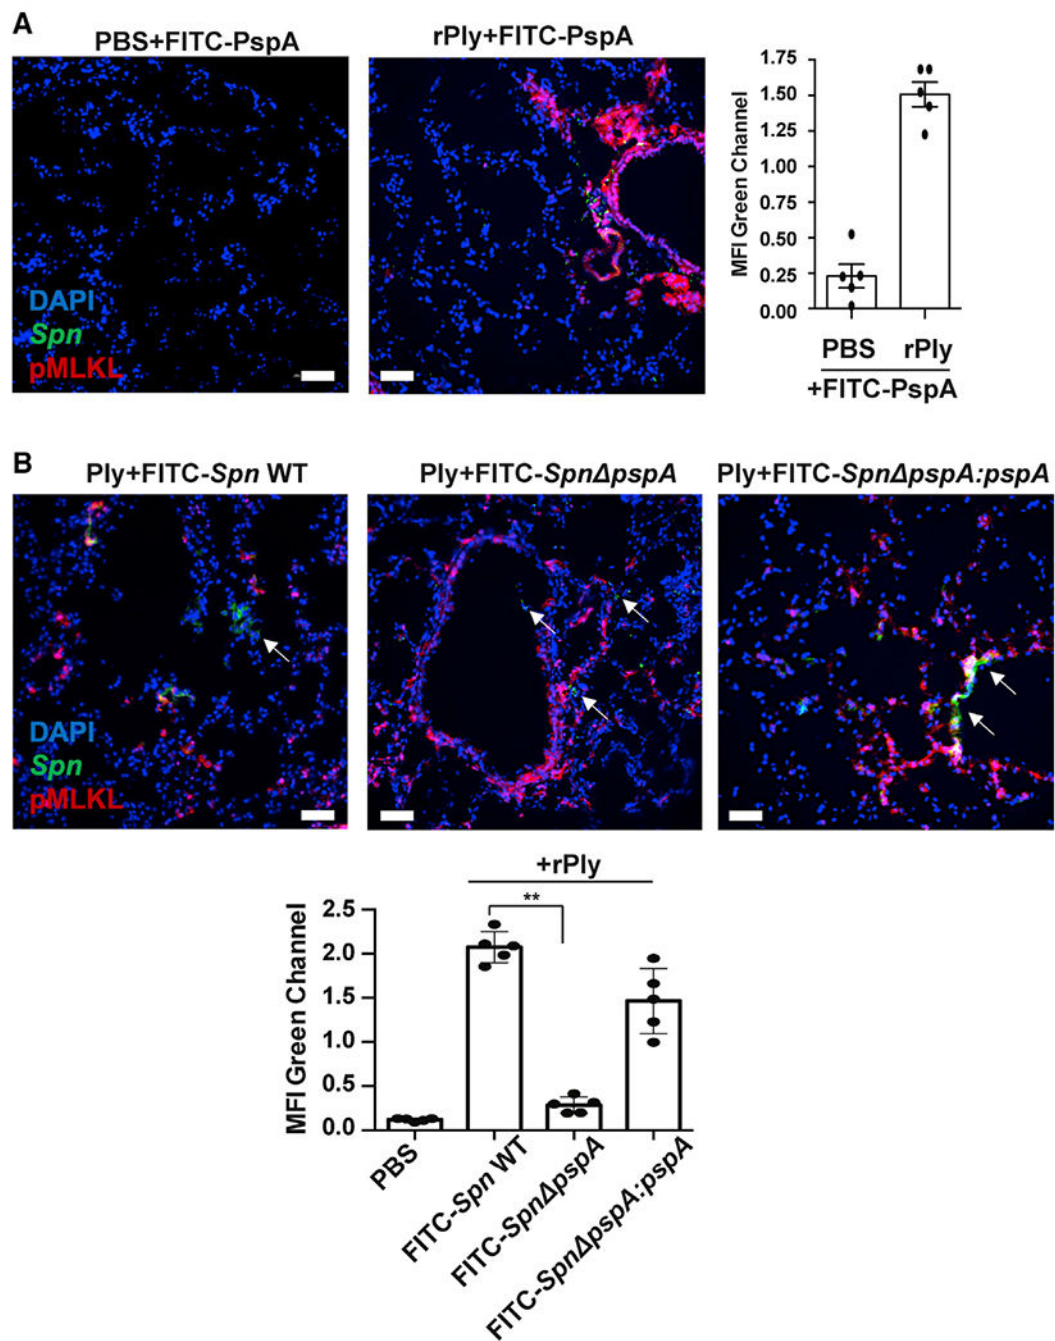 A
PBS+FITC-PspA
rPly+FITC-PspA
DAPI
Spn
pMLKL
MFI Green Channel
1.75
1.50
1.25
1.00
0.75
0.50
0.25
0.00
PBS rPly
+FITC-PspA
B
Ply+FITC-Spn WT
Ply+FITC-SpnΔpspA
Ply+FITC-SpnΔpspA:pspA
DAPI
Spn
pMLKL
+rPly
**
MFI Green Channel
2.5
2.0
1.5
1.0
0.5
0.0
PBS
FITC-Spn WT
FITC-SpnΔpspA
FITC-SpnΔpspA:pspA